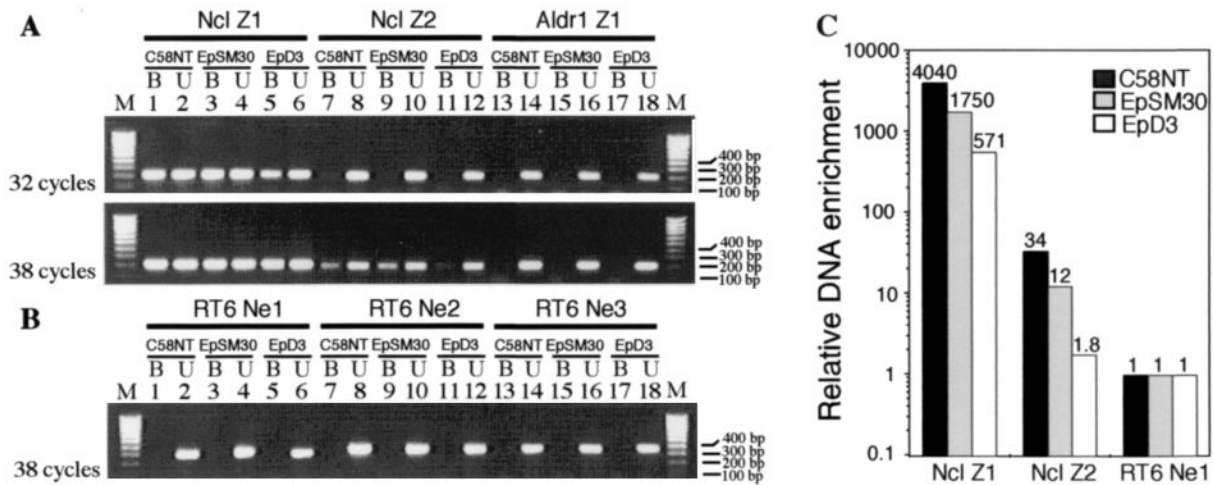 A
Ncl Z1 Ncl Z2 Aldr1 Z1
C58NT EpSM30 EpD3 C58NT EpSM30 EpD3 C58NT EpSM30 EpD3
B U B U B U B U B U B U B U B U B U
M 1 2 3 4 5 6 7 8 9 10 11 12 13 14 15 16 17 18 M
32 cycles
400 bp
300 bp
200 bp
100 bp
38 cycles
400 bp
300 bp
200 bp
100 bp
B
RT6 Ne1 RT6 Ne2 RT6 Ne3
C58NT EpSM30 EpD3 C58NT EpSM30 EpD3 C58NT EpSM30 EpD3
B U B U B U B U B U B U B U B U B U
M 1 2 3 4 5 6 7 8 9 10 11 12 13 14 15 16 17 18 M
38 cycles
400 bp
300 bp
200 bp
100 bp
C
Relative DNA enrichment
10000
1000
100
10
1
0.1
4040
1750
571
34
12
1.8
1 1 1
C58NT
EpSM30
EpD3
Ncl Z1 Ncl Z2 RT6 Ne1